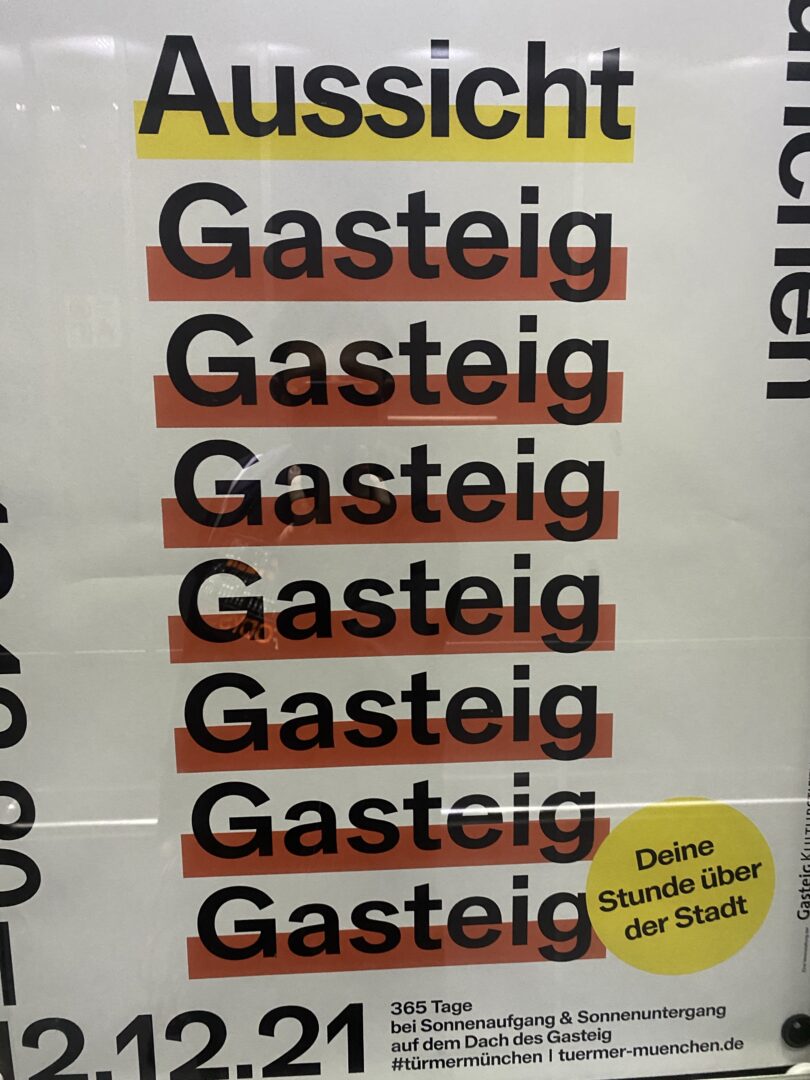 Aussicht
Gasteig
Gasteig
Gasteig
Gasteig
Gasteig
Gasteig
Gasteig
Deine
Stunde über
der Stadt
12.12.21
365 Tage
bei Sonnenaufgang & Sonnenuntergang
auf dem Dach des Gasteig
#türmermünchen | tuermer-muenchen.de